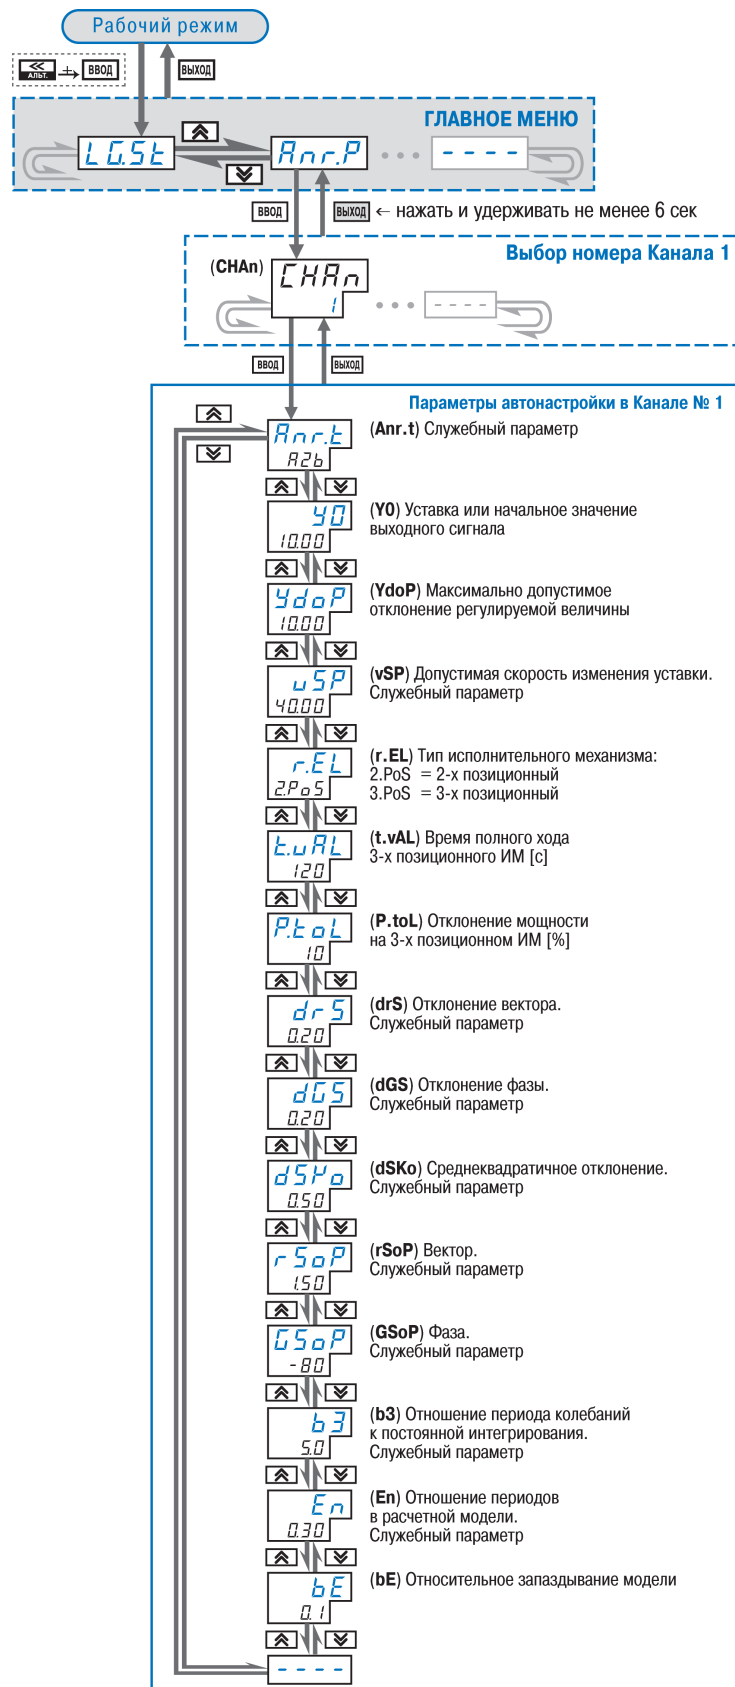 Рабочий режим
<<
АЛЬТ.
ВВОД
ВЫХОД
ГЛАВНОЕ МЕНЮ
LG.St
Anr.P
- - - -
ВВОД
ВЫХОД ← нажать и удерживать не менее 6 сек
Выбор номера Канала 1
(CHAn)
CHAn
1
- - - -
ВВОД
ВЫХОД
Параметры автонастройки в Канале № 1
Anr.t
A2b
(Anr.t) Служебный параметр
Y0
10.00
(Y0) Уставка или начальное значение
выходного сигнала
YdoP
10.00
(YdoP) Максимально допустимое
отклонение регулируемой величины
vSP
40.00
(vSP) Допустимая скорость изменения уставки.
Служебный параметр
r.EL
2.PoS
(r.EL) Тип исполнительного механизма:
2.PoS = 2-х позиционный
3.PoS = 3-х позиционный
t.vAL
120
(t.vAL) Время полного хода
3-х позиционного ИМ [с]
P.toL
10
(P.toL) Отклонение мощности
на 3-х позиционном ИМ [%]
drS
0.20
(drS) Отклонение вектора.
Служебный параметр
dGS
0.20
(dGS) Отклонение фазы.
Служебный параметр
dSKo
0.50
(dSKo) Среднеквадратичное отклонение.
Служебный параметр
rSoP
1.50
(rSoP) Вектор.
Служебный параметр
GSoP
-80
(GSoP) Фаза.
Служебный параметр
b3
5.0
(b3) Отношение периода колебаний
к постоянной интегрирования.
Служебный параметр
En
0.30
(En) Отношение периодов
в расчетной модели.
Служебный параметр
bE
0.1
(bE) Относительное запаздывание модели
- - - -